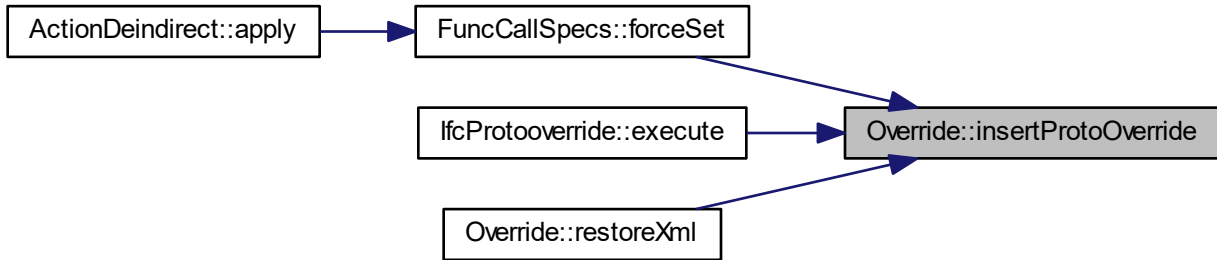 ActionDeindirect::apply
FuncCallSpecs::forceSet
IfcProtooverride::execute
Override::insertProtoOverride
Override::restoreXml